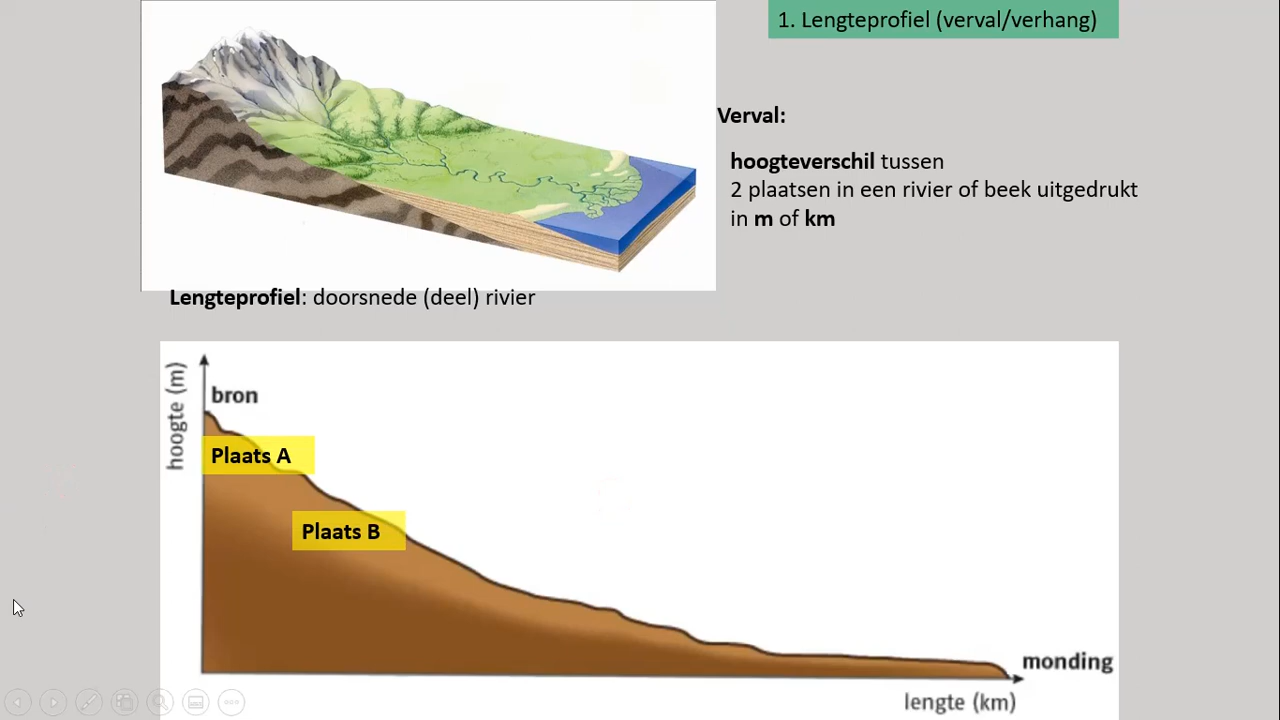 1. Lengteprofiel (verval/verhang)
Verval:
hoogteverschil tussen
2 plaatsen in een rivier of beek uitgedrukt
in m of km
Lengteprofiel: doorsnede (deel) rivier
hoogte (m)
bron
Plaats A
Plaats B
monding
lengte (km)